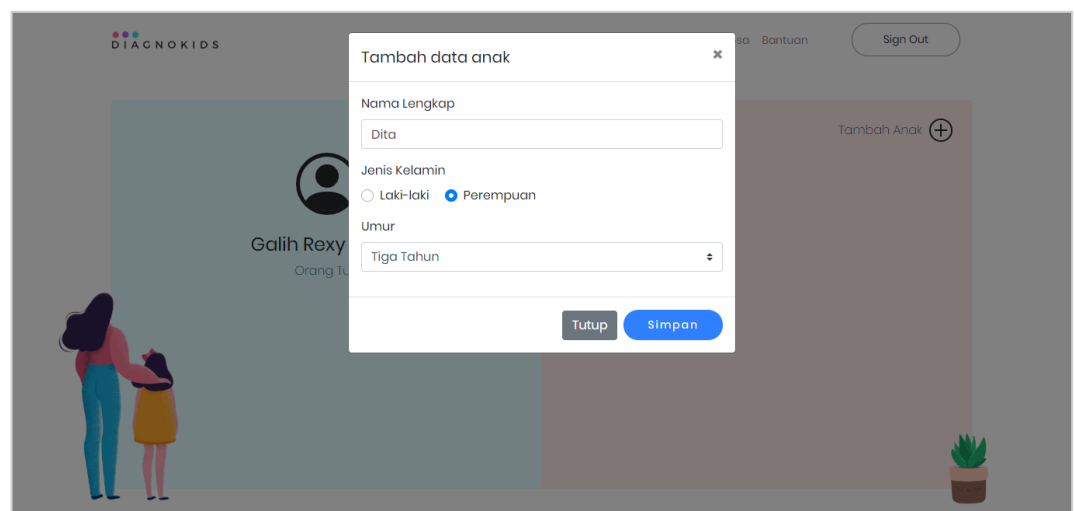 DIAGNOKIDS
Bantuan
Sign Out
Tambah data anak
Nama Lengkap
Dita
Jenis Kelamin
Laki-laki Perempuan
Umur
Tiga Tahun
Tutup Simpan
Tambah Anak
Galih Rexy
Orang